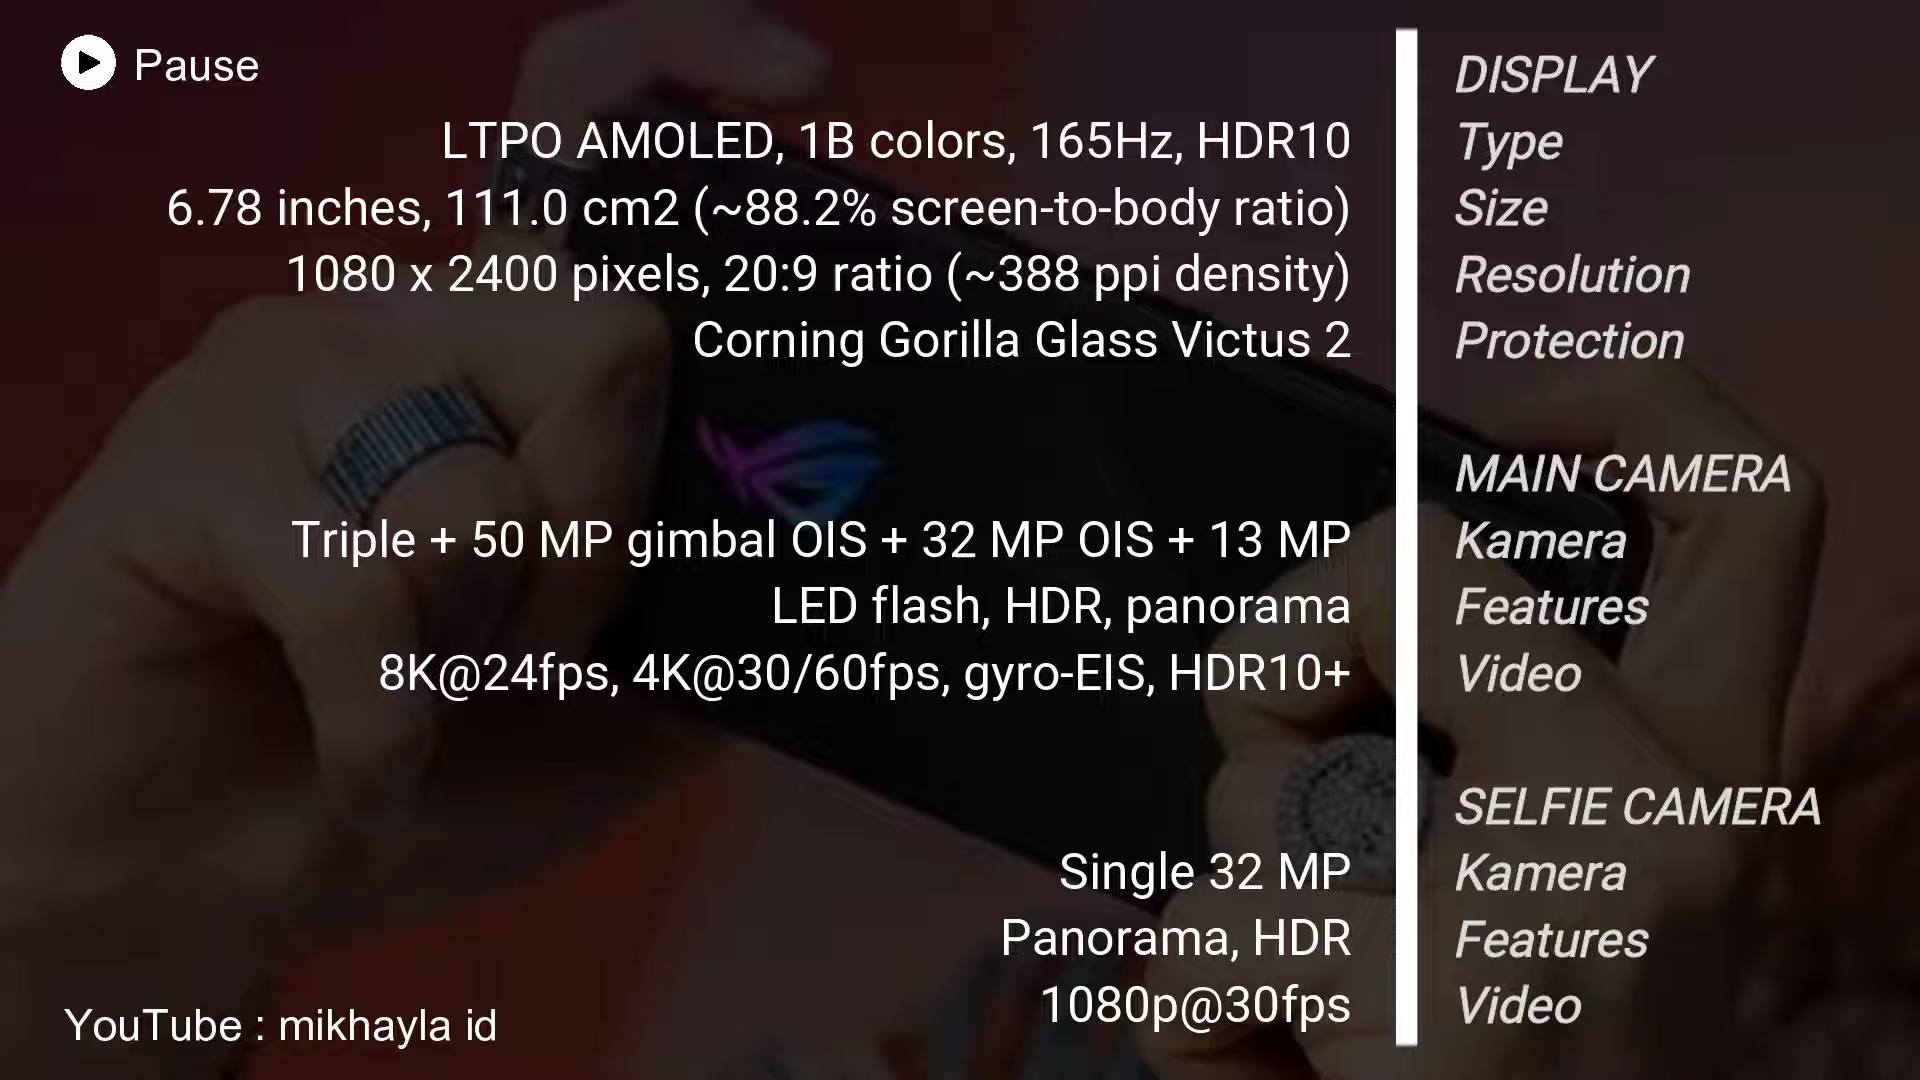 Pause
DISPLAY
LTPO AMOLED, 1B colors, 165Hz, HDR10 Type
6.78 inches, 111.0 cm2 (~88.2% screen-to-body ratio) Size
1080 x 2400 pixels, 20:9 ratio (~388 ppi density) Resolution
Corning Gorilla Glass Victus 2 Protection
MAIN CAMERA
Triple + 50 MP gimbal OIS + 32 MP OIS + 13 MP Kamera
LED flash, HDR, panorama Features
8K@24fps, 4K@30/60fps, gyro-EIS, HDR10+ Video
SELFIE CAMERA
Single 32 MP Kamera
Panorama, HDR Features
1080p@30fps Video
YouTube : mikhayla id